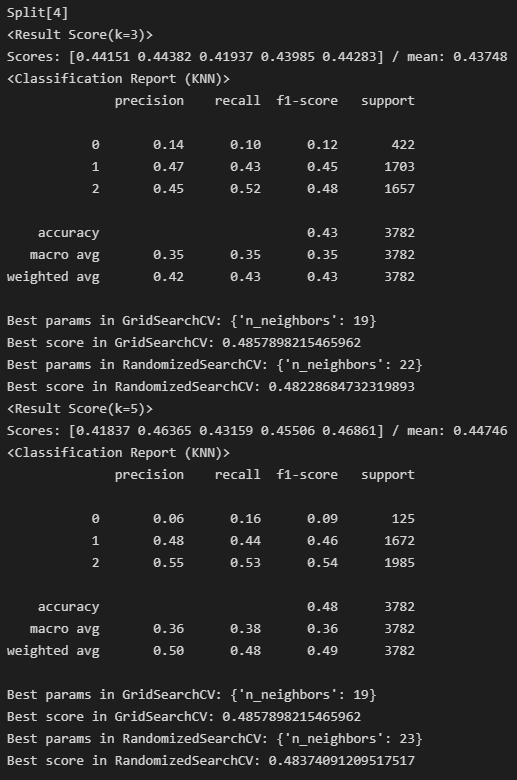 Split[4]
<Result Score(k=3)>
Scores: [0.44151 0.44382 0.41937 0.43985 0.44283] / mean: 0.43748
<Classification Report (KNN)>
precision recall f1-score support
0 0.14 0.10 0.12 422
1 0.47 0.43 0.45 1703
2 0.45 0.52 0.48 1657
accuracy 0.43 3782
macro avg 0.35 0.35 0.35 3782
weighted avg 0.42 0.43 0.43 3782
Best params in GridSearchCV: {'n_neighbors': 19}
Best score in GridSearchCV: 0.4857898215465962
Best params in RandomizedSearchCV: {'n_neighbors': 22}
Best score in RandomizedSearchCV: 0.48228684732319893
<Result Score(k=5)>
Scores: [0.41837 0.46365 0.43159 0.45506 0.46861] / mean: 0.44746
<Classification Report (KNN)>
precision recall f1-score support
0 0.06 0.16 0.09 125
1 0.48 0.44 0.46 1672
2 0.55 0.53 0.54 1985
accuracy 0.48 3782
macro avg 0.36 0.38 0.36 3782
weighted avg 0.50 0.48 0.49 3782
Best params in GridSearchCV: {'n_neighbors': 19}
Best score in GridSearchCV: 0.4857898215465962
Best params in RandomizedSearchCV: {'n_neighbors': 23}
Best score in RandomizedSearchCV: 0.48374091209517517